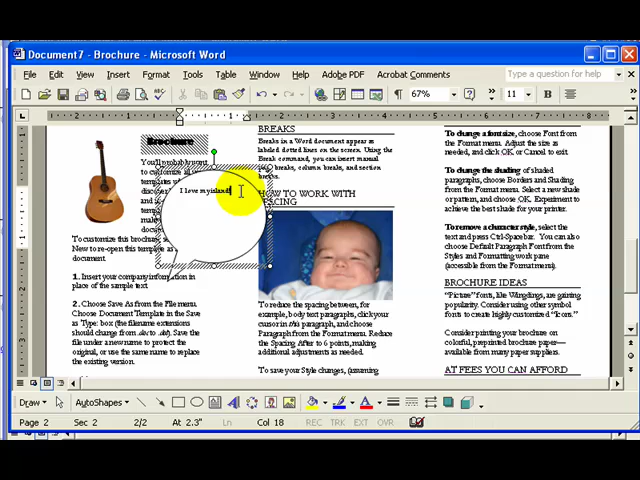 Document7 - Brochure - Microsoft Word
File Edit View Insert Format Tools Table Window Help Adobe PDF Acrobat Comments
Type a question for help
67% 11 B
Brochure
You'll probably want
to customize all
templates
To customize this brochure,
New to re-open this template as
document.
1. Insert your company information in
place of the sample text.
2. Choose Save As from the File menu.
Choose Document Template in the Save
as Type: box (the filename extensions
should change from .doc to .dot). Save the
file under a new number to protect the
original, or use the same name to replace
the existing version.
I love my island
BREAKS
Breaks in a Word document appear as
labeled dotted lines on the screen. Using the
Break command, you can insert manual
breaks, column breaks, and section
breaks.
HOW TO WORK WITH
SPACING
To reduce the spacing between, for
example, body text paragraphs, click your
cursor in this paragraph, and choose
Paragraph from the Format menu. Reduce
the Spacing After to 6 points, making
additional adjustments as needed.
To save your Style changes, (assuming
To change a font size, choose Font from
the Format menu. Adjust the size as
needed, and click OK, or Cancel to exit.
To change the shading of shaded
paragraphs, choose Borders and Shading
from the Format menu. Select a new shade
or pattern, and choose OK. Experiment to
achieve the best shade for your printer.
To remove a character style, select the
text and press Ctrl-Spacebar. You can also
choose Default Paragraph Font from the
Styles and Formatting work pane
(accessible from the Format menu).
BROCHURE IDEAS
"Picture" fonts, like Wingdings, are gaining
popularity. Consider using other symbol
fonts to create highly customized "Icons."
Consider printing your brochure on
colorful, preprinted brochure paper—
available from many paper suppliers.
AT FEES YOU CAN AFFORD
Draw AutoShapes
Page 2 Sec 2 2/2 At 2.3" Ln Col 18 REC TRK EXT OVR